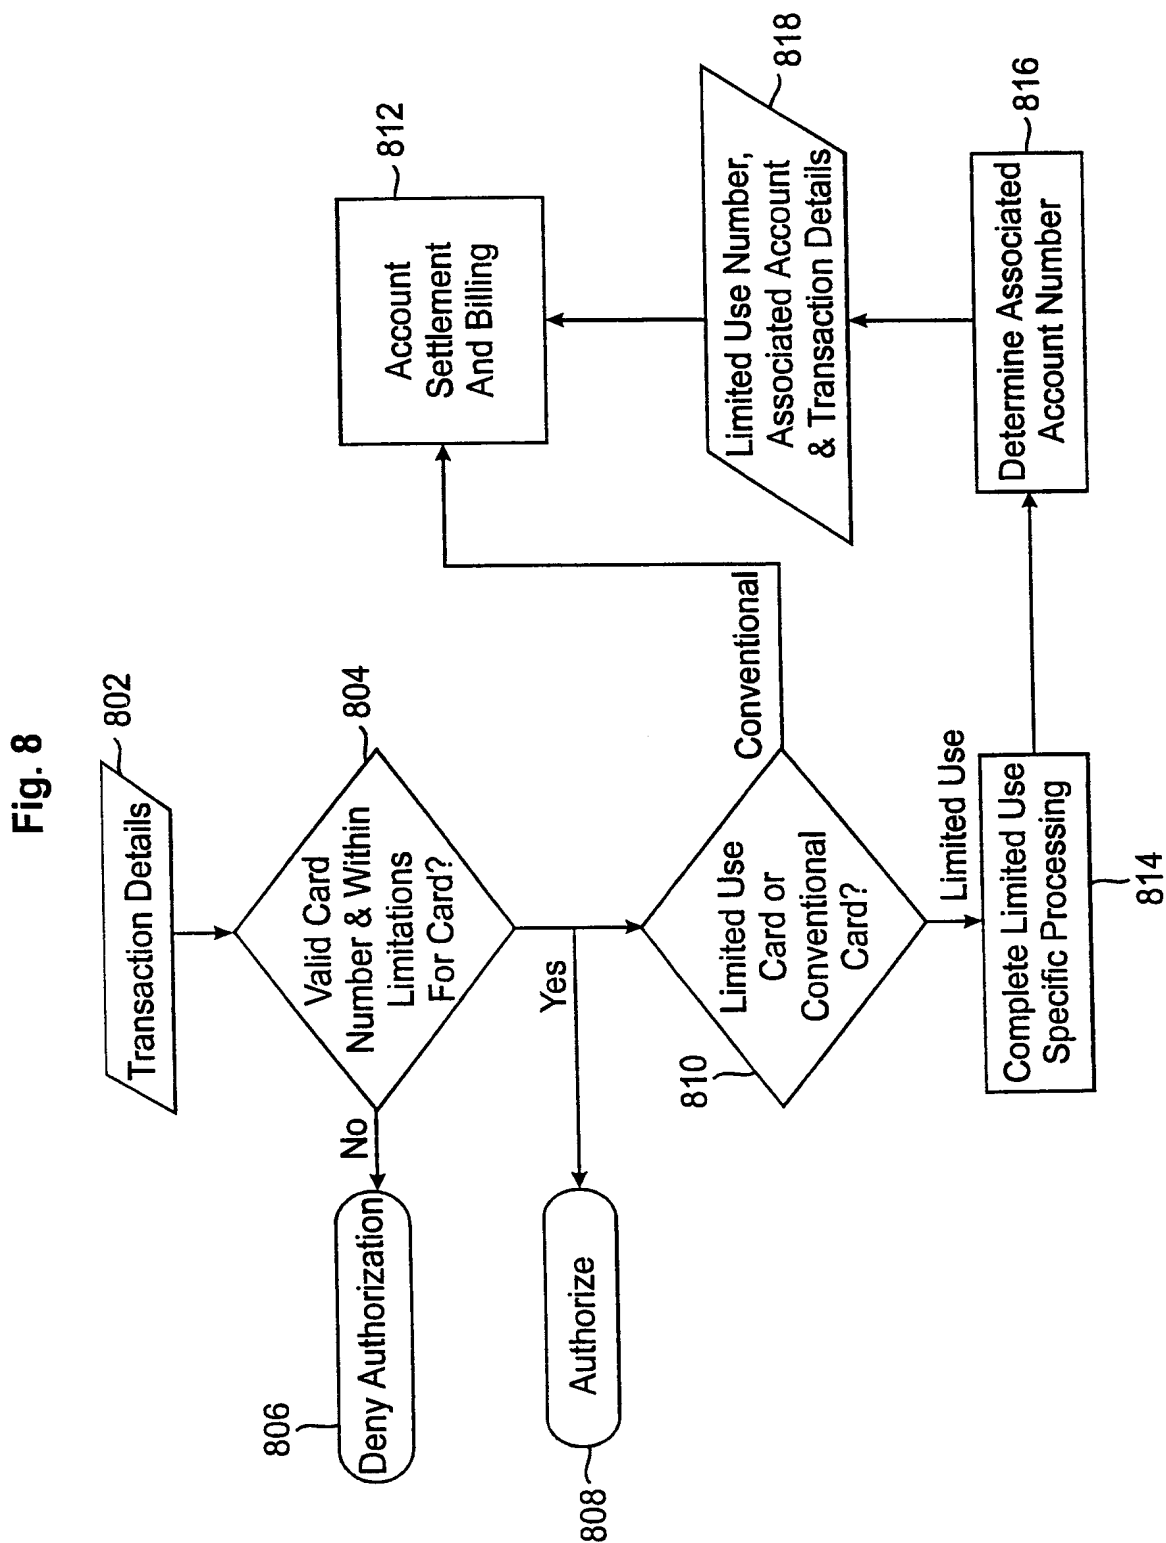 Fig. 8
802
Transaction Details
804
Valid Card
Number & Within
Limitations
For Card?
No
806
Deny Authorization
Yes
Authorize
808
810
Limited Use
Card or
Conventional
Card?
Conventional
812
Account
Settlement
And Billing
Limited Use
Complete Limited Use
Specific Processing
814
816
Determine Associated
Account Number
818
Limited Use Number,
Associated Account
& Transaction Details